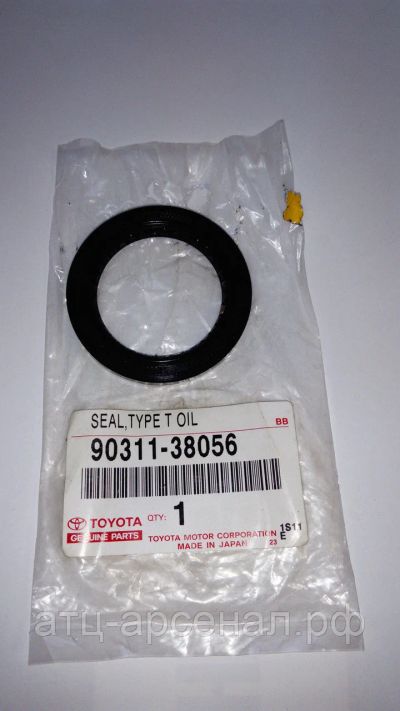 SEAL,TYPE T OIL
BB
90311-38056
TOYOTA
GENUINE PARTS
QTY: 1
TOYOTA MOTOR CORPORATION
MADE IN JAPAN 23
1S11
E
атц-арсенал.рф